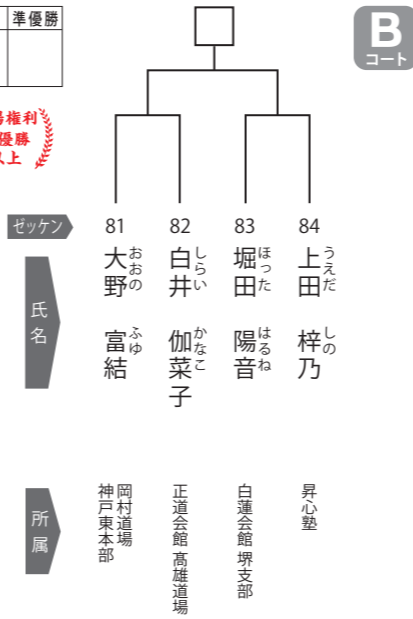 準優勝
B
コート
場権利
優勝
以上
ゼッケン
81 82 83 84
氏名
大野 富結
おおの ふゆ
白井 伽菜子
しらい かなこ
堀田 陽音
ほった はるね
上田 梓乃
うえだ しの
所属
岡村道場
神戸東本部
正道会館 髙雄道場
白蓮会館 堺支部
昇心塾